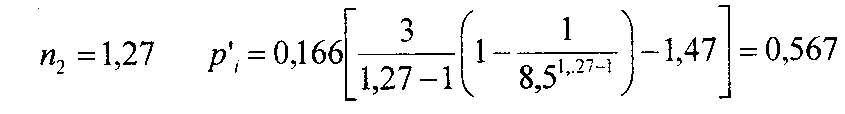 n₂ = 1,27 p'ᵢ = 0,166[ 3/(1,27 − 1) (1 − 1/8,5^(1,.27−1)) − 1,47 ] = 0,567